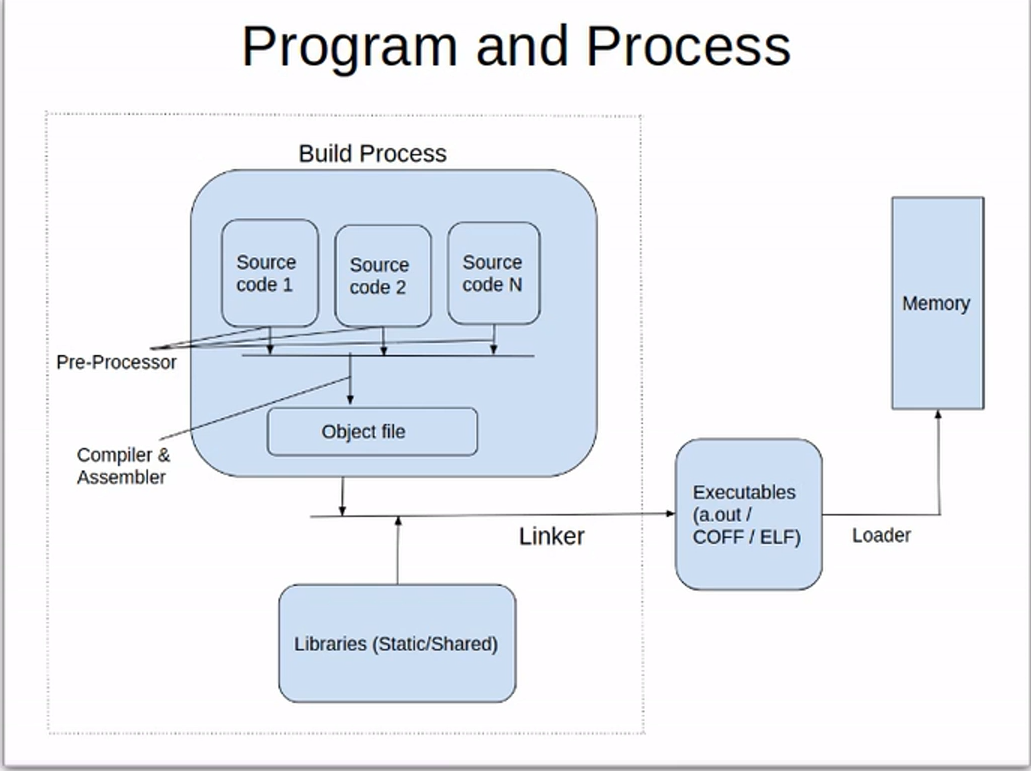 Program and Process
Build Process
Source
code 1
Source
code 2
Source
code N
Memory
Pre-Processor
Object file
Compiler &
Assembler
Executables
(a.out /
COFF / ELF)
Linker
Loader
Libraries (Static/Shared)